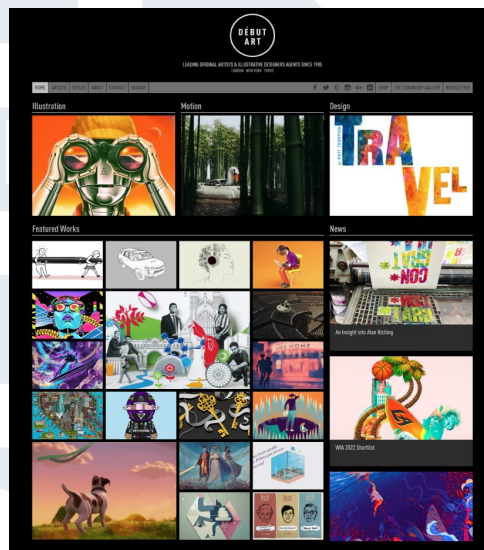 DÉBUT
ART
LEADING ORIGINAL ARTISTS & ILLUSTRATIVE DESIGNERS AGENTS SINCE 1985
LONDON NEW YORK TOKYO
HOME ARTISTS STYLES ABOUT CONTACT SEARCH SHOP THE CONINGSBY GALLERY NEWSLETTER
Illustration
Motion
Design
TRA
VEL
Featured Works
News
An Insight into Alan Kitching
HOME
WIA 2022 Shortlist